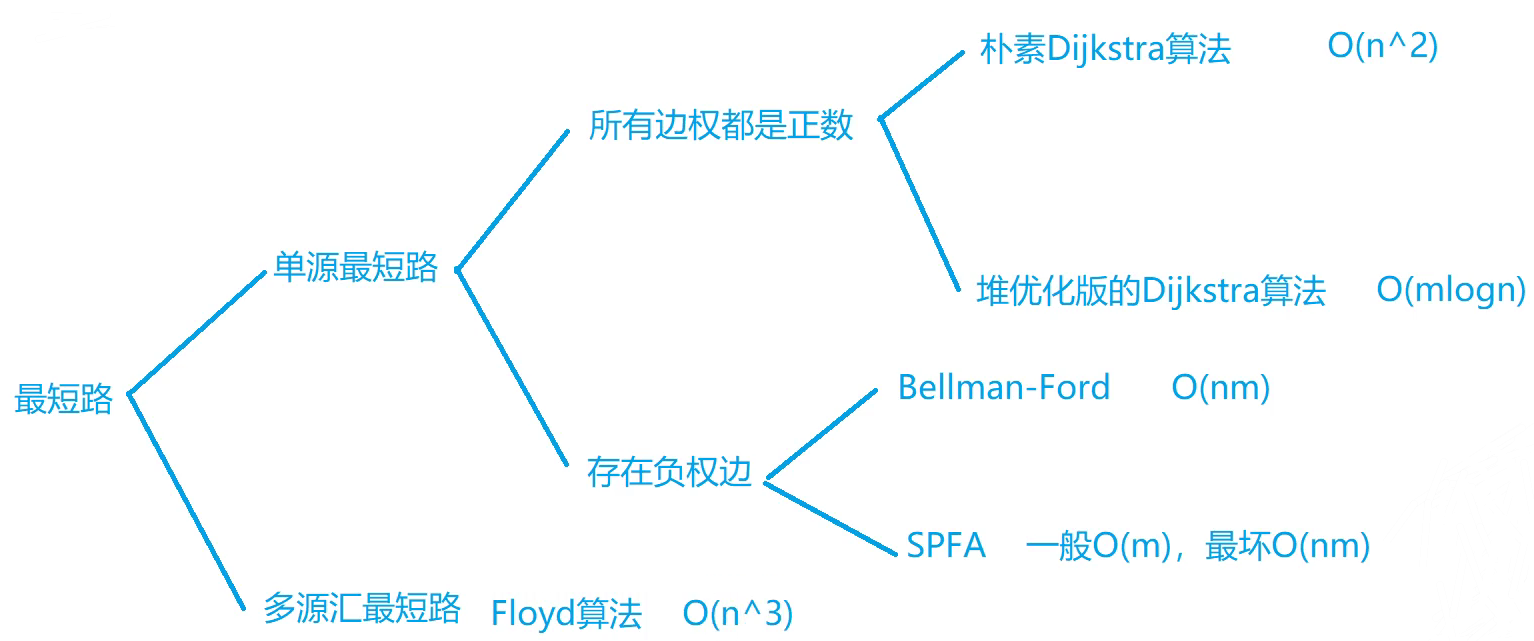 朴素Dijkstra算法 O(n^2)
所有边权都是正数
单源最短路
堆优化版的Dijkstra算法 O(mlogn)
最短路
Bellman-Ford O(nm)
存在负权边
SPFA 一般O(m)，最坏O(nm)
多源汇最短路 Floyd算法 O(n^3)